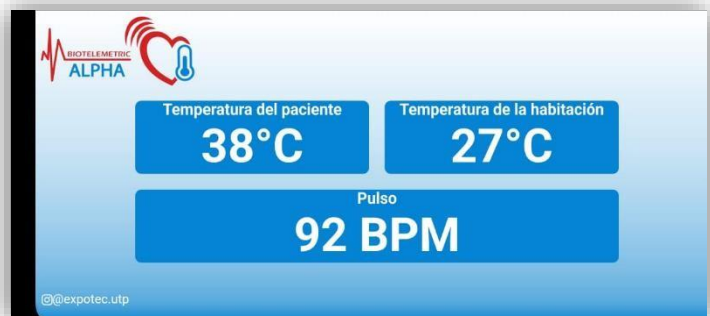 BIOTELEMETRIC
ALPHA
Temperatura del paciente
38°C
Temperatura de la habitación
27°C
Pulso
92 BPM
@expotec.utp